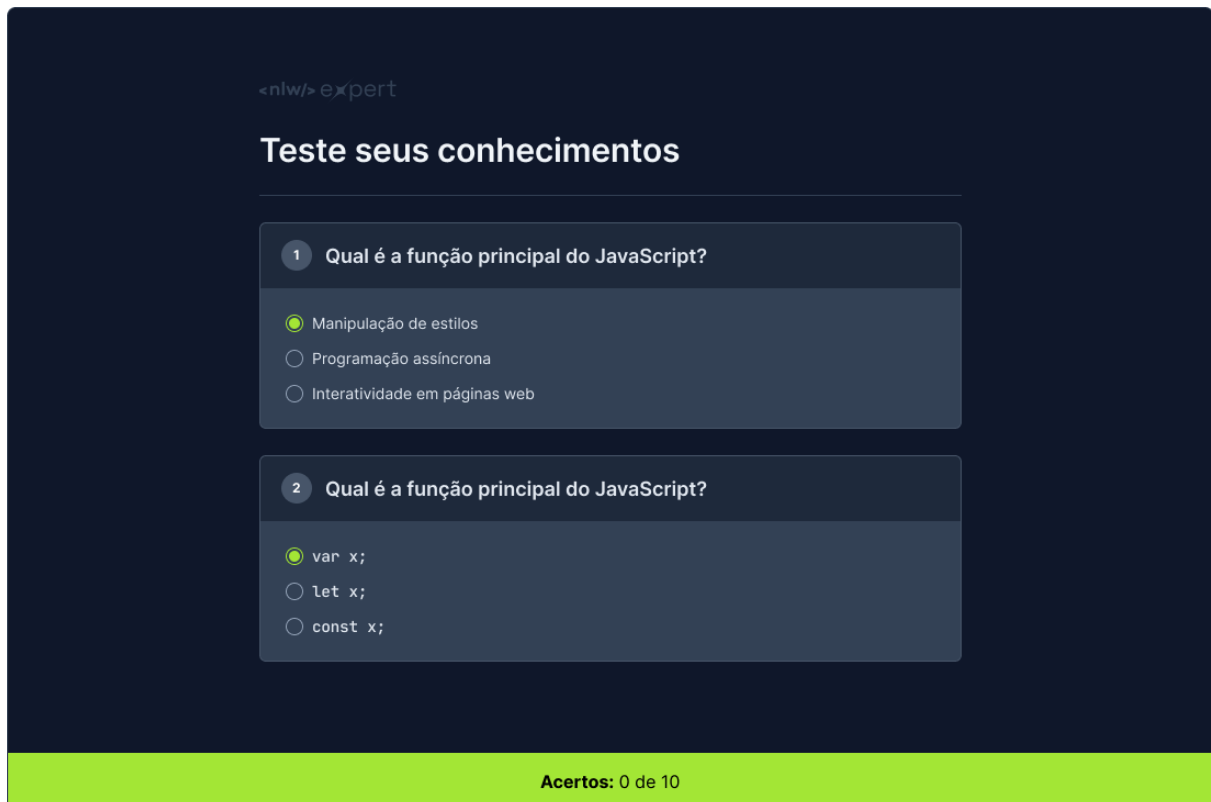 <nlw/> expert
Teste seus conhecimentos
1 Qual é a função principal do JavaScript?
Manipulação de estilos
Programação assíncrona
Interatividade em páginas web
2 Qual é a função principal do JavaScript?
var x;
let x;
const x;
Acertos: 0 de 10